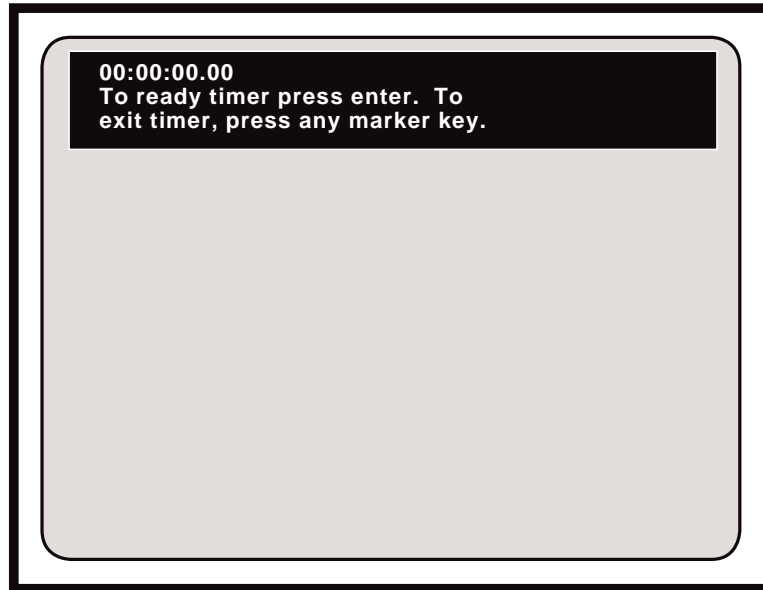 00:00:00.00
To ready timer press enter.  To
exit timer, press any marker key.